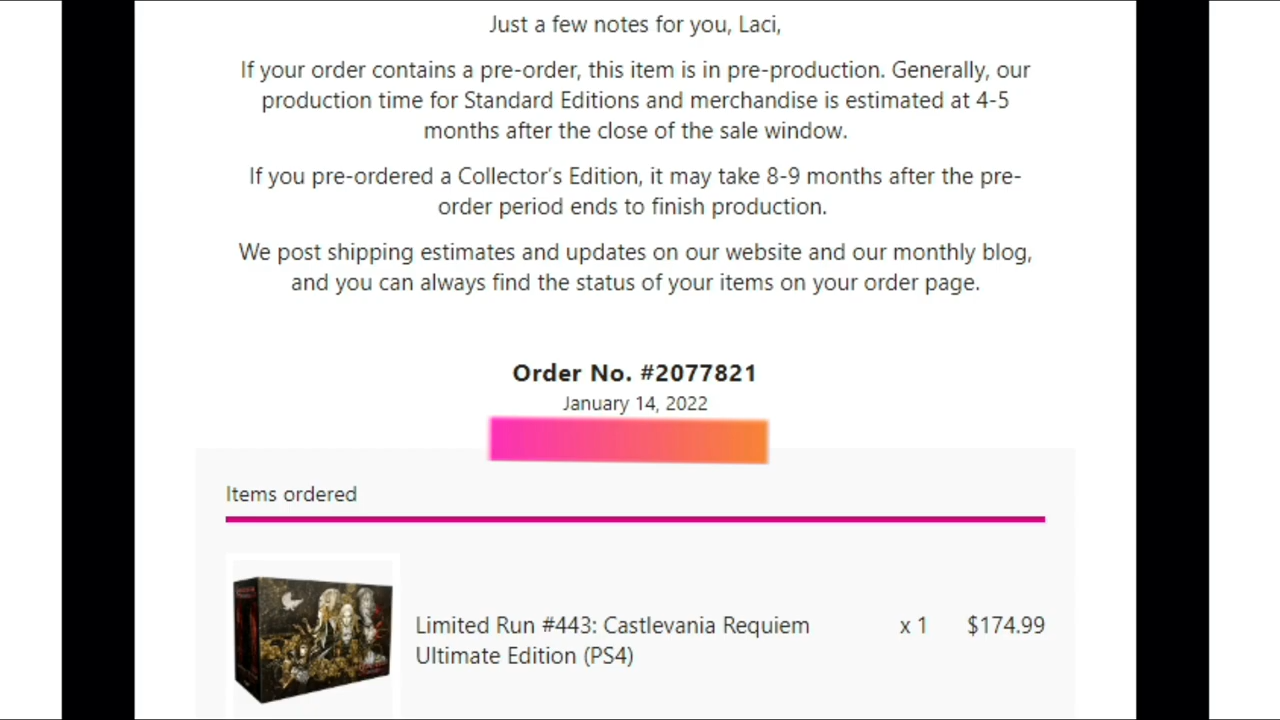 Just a few notes for you, Laci,
If your order contains a pre-order, this item is in pre-production. Generally, our
production time for Standard Editions and merchandise is estimated at 4-5
months after the close of the sale window.
If you pre-ordered a Collector’s Edition, it may take 8-9 months after the pre-
order period ends to finish production.
We post shipping estimates and updates on our website and our monthly blog,
and you can always find the status of your items on your order page.
Order No. #2077821
January 14, 2022
Items ordered
Limited Run #443: Castlevania Requiem x 1 $174.99
Ultimate Edition (PS4)